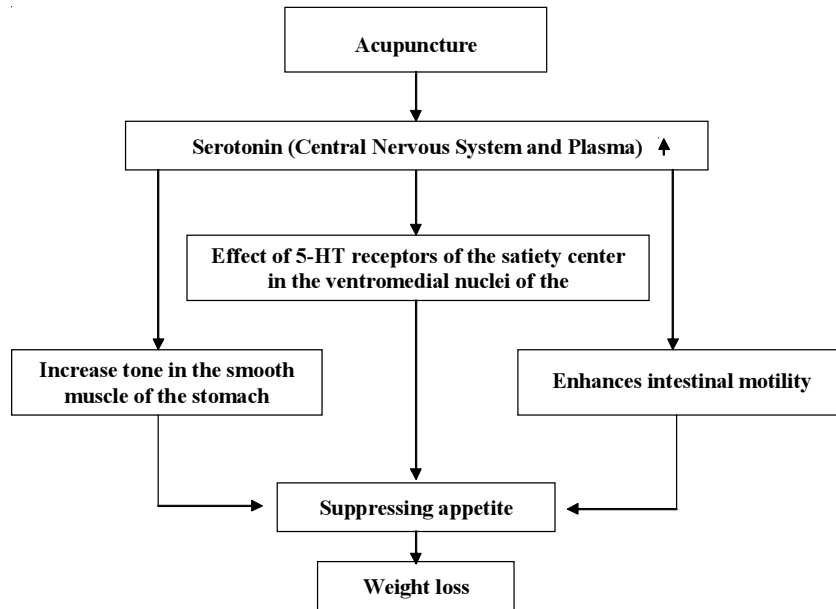 Acupuncture
Serotonin (Central Nervous System and Plasma)
Effect of 5-HT receptors of the satiety center
in the ventromedial nuclei of the
Increase tone in the smooth
muscle of the stomach
Enhances intestinal motility
Suppressing appetite
Weight loss